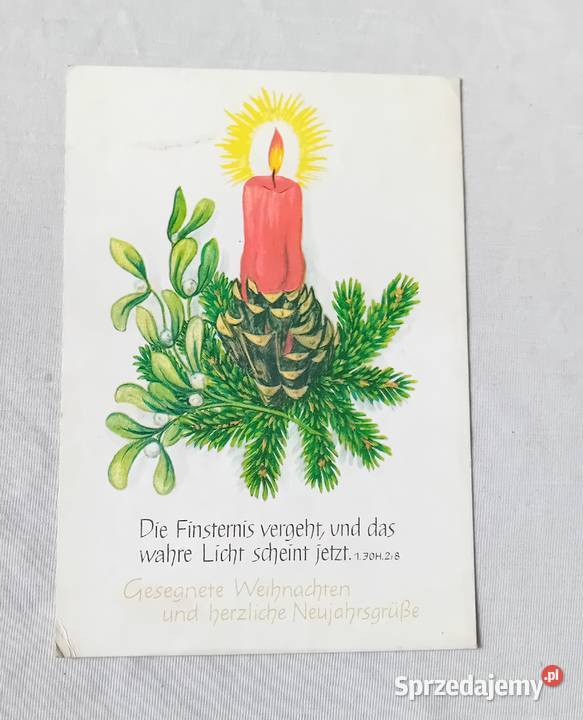 Die Finsternis vergeht, und das
wahre Licht scheint jetzt. 1.JOH.2,8
Gesegnete Weihnachten
und herzliche Neujahrsgrüße
Sprzedajemy.pl